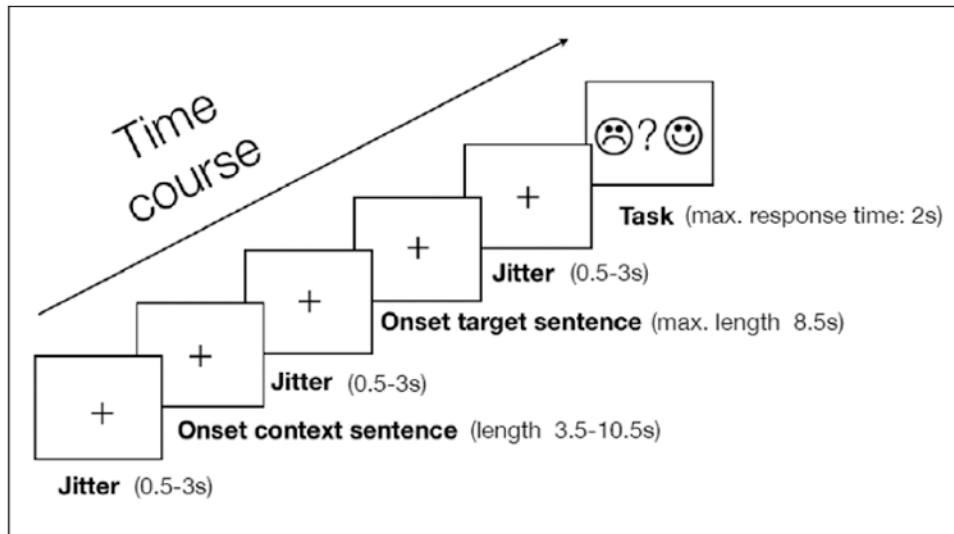 Time
course
?
Task (max. response time: 2s)
Jitter (0.5-3s)
Onset target sentence (max. length 8.5s)
Jitter (0.5-3s)
Onset context sentence (length 3.5-10.5s)
Jitter (0.5-3s)